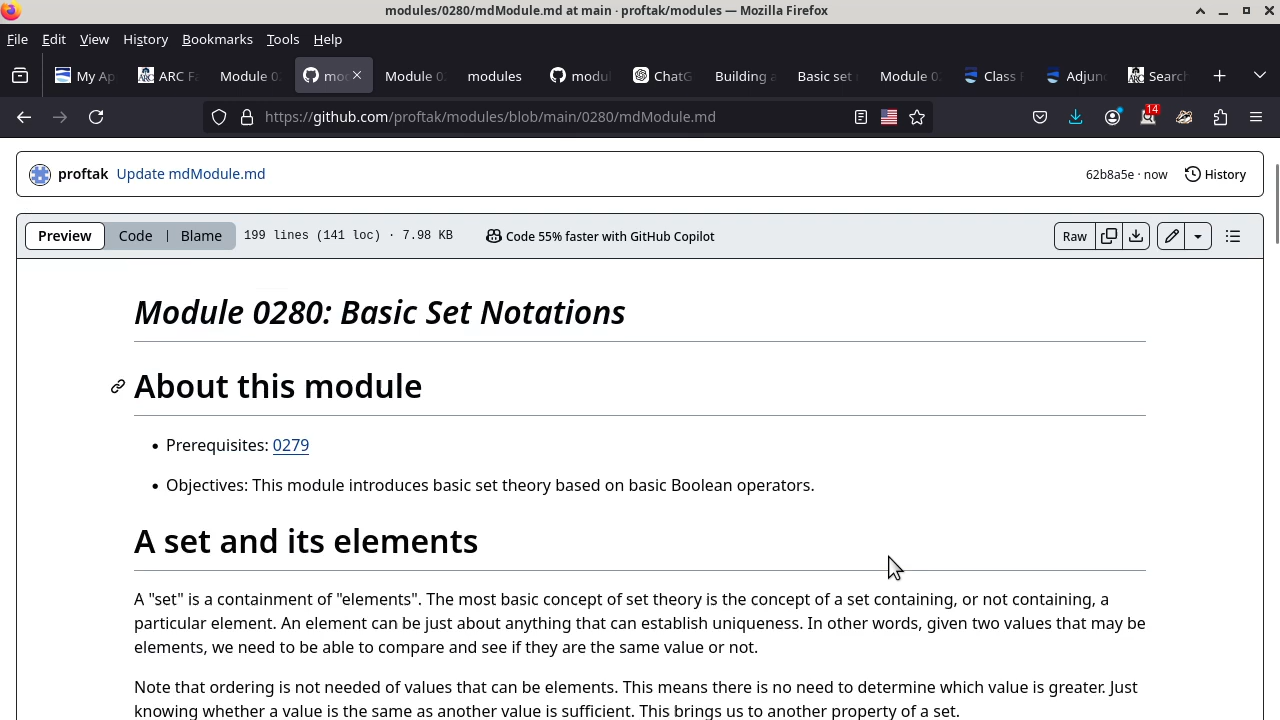 modules/0280/mdModule.md at main · proftak/modules — Mozilla Firefox
File Edit View History Bookmarks Tools Help
My Ap ARC Fa Module 02 mod Module 02 modules modul ChatG Building a Basic set Module 02 Class Adjun Search
https://github.com/proftak/modules/blob/main/0280/mdModule.md 14
proftak Update mdModule.md 62b8a5e · now History
Preview Code Blame 199 lines (141 loc) · 7.98 KB Code 55% faster with GitHub Copilot Raw
Module 0280: Basic Set Notations
About this module
• Prerequisites: 0279
• Objectives: This module introduces basic set theory based on basic Boolean operators.
A set and its elements
A "set" is a containment of "elements". The most basic concept of set theory is the concept of a set containing, or not containing, a
particular element. An element can be just about anything that can establish uniqueness. In other words, given two values that may be
elements, we need to be able to compare and see if they are the same value or not.
Note that ordering is not needed of values that can be elements. This means there is no need to determine which value is greater. Just
knowing whether a value is the same as another value is sufficient. This brings us to another property of a set.